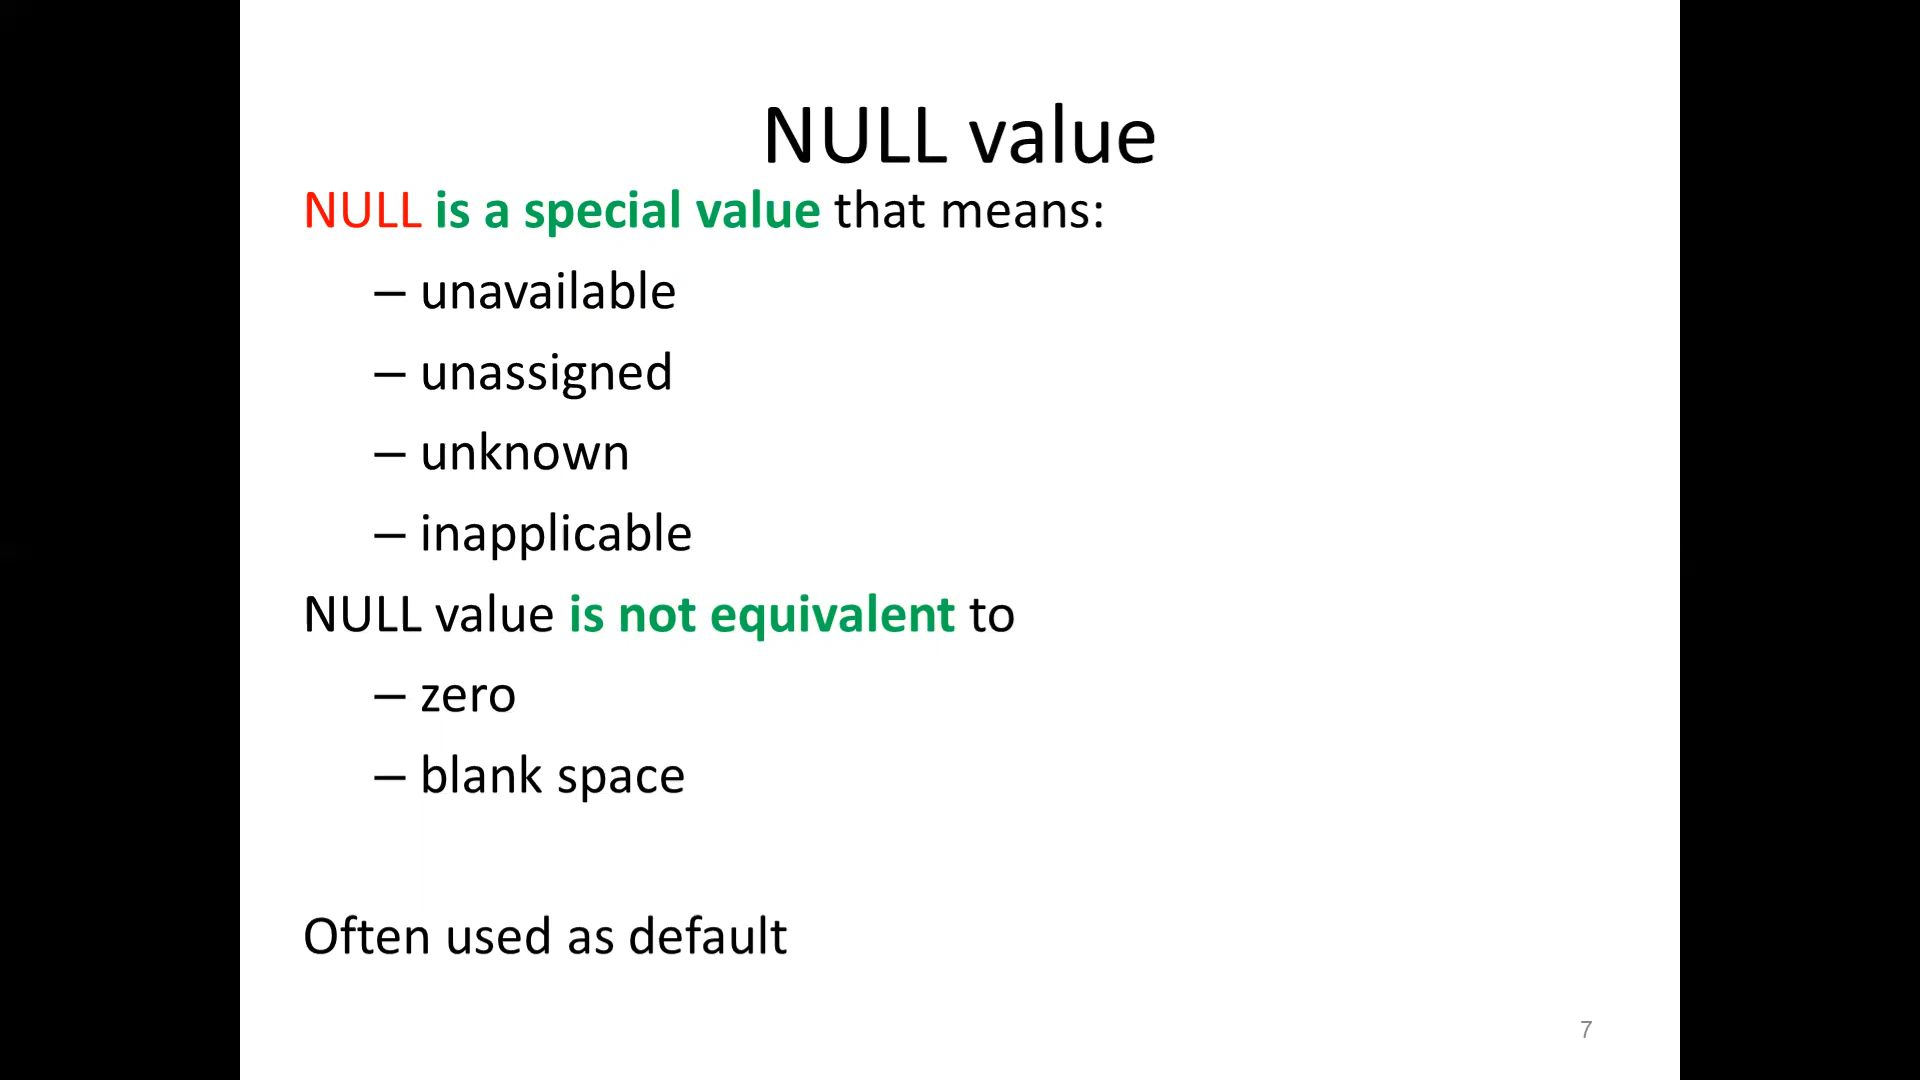 NULL value
NULL is a special value that means:
– unavailable
– unassigned
– unknown
– inapplicable
NULL value is not equivalent to
– zero
– blank space
Often used as default
7